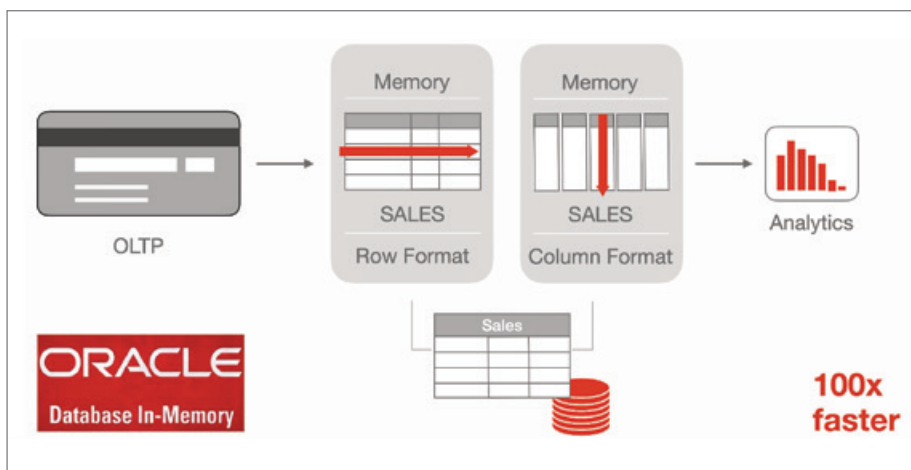 Memory
SALES
Row Format
Memory
SALES
Column Format
OLTP
Analytics
Sales
ORACLE
Database In-Memory
100x
faster